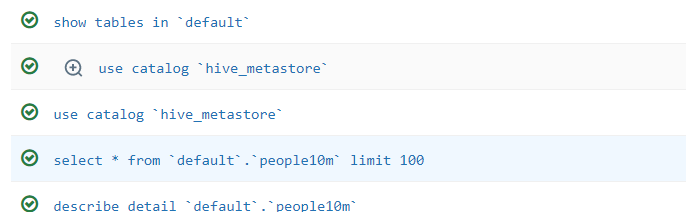 show tables in `default`
use catalog `hive_metastore`
use catalog `hive_metastore`
select * from `default`.`people10m` limit 100
describe detail `default`.`people10m`